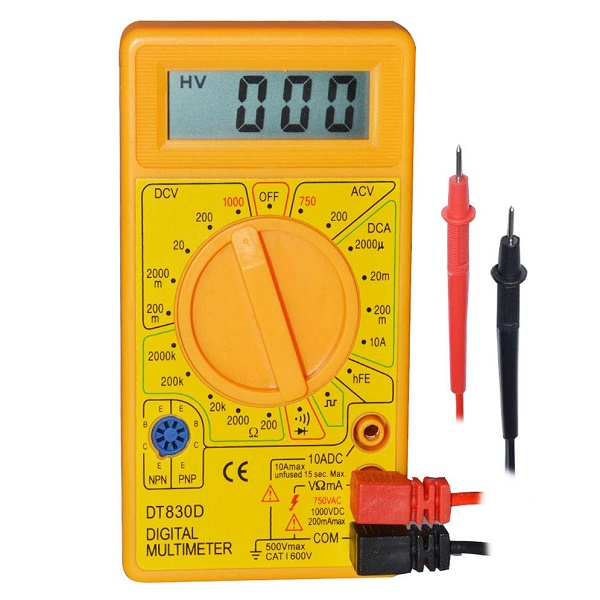 HV 000
DCV
1000
OFF
750
ACV
200
200
DCA
2000µ
20
20m
2000
m
200
m
200
m
10A
2000k
hFE
200k
20k
2000
Ω
200
E E
B B
C C
E E
NPN PNP
CE
10ADC
10Amax
unfused 15 sec. Max.
VΩmA
750VAC
1000VDC
200mAmax
COM
500Vmax
CAT I 600V
DT830D
DIGITAL
MULTIMETER